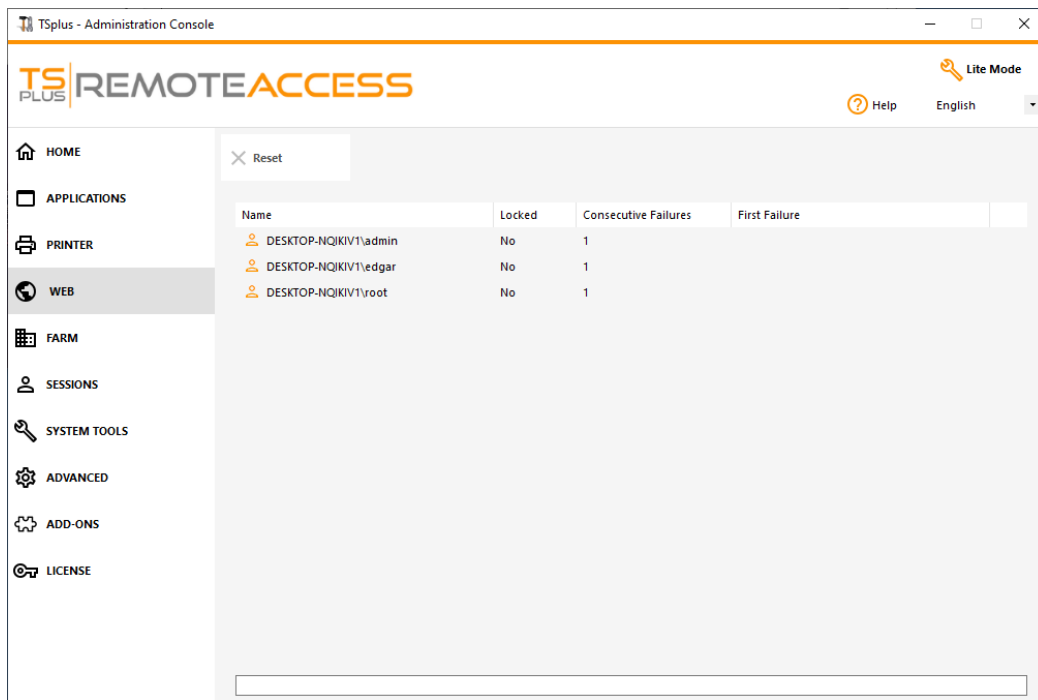 TSplus - Administration Console
TS PLUS REMOTEACCESS
Lite Mode
Help English
HOME
APPLICATIONS
PRINTER
WEB
FARM
SESSIONS
SYSTEM TOOLS
ADVANCED
ADD-ONS
LICENSE
Reset
Name Locked Consecutive Failures First Failure
DESKTOP-NQIKIV1\admin No 1
DESKTOP-NQIKIV1\edgar No 1
DESKTOP-NQIKIV1\root No 1